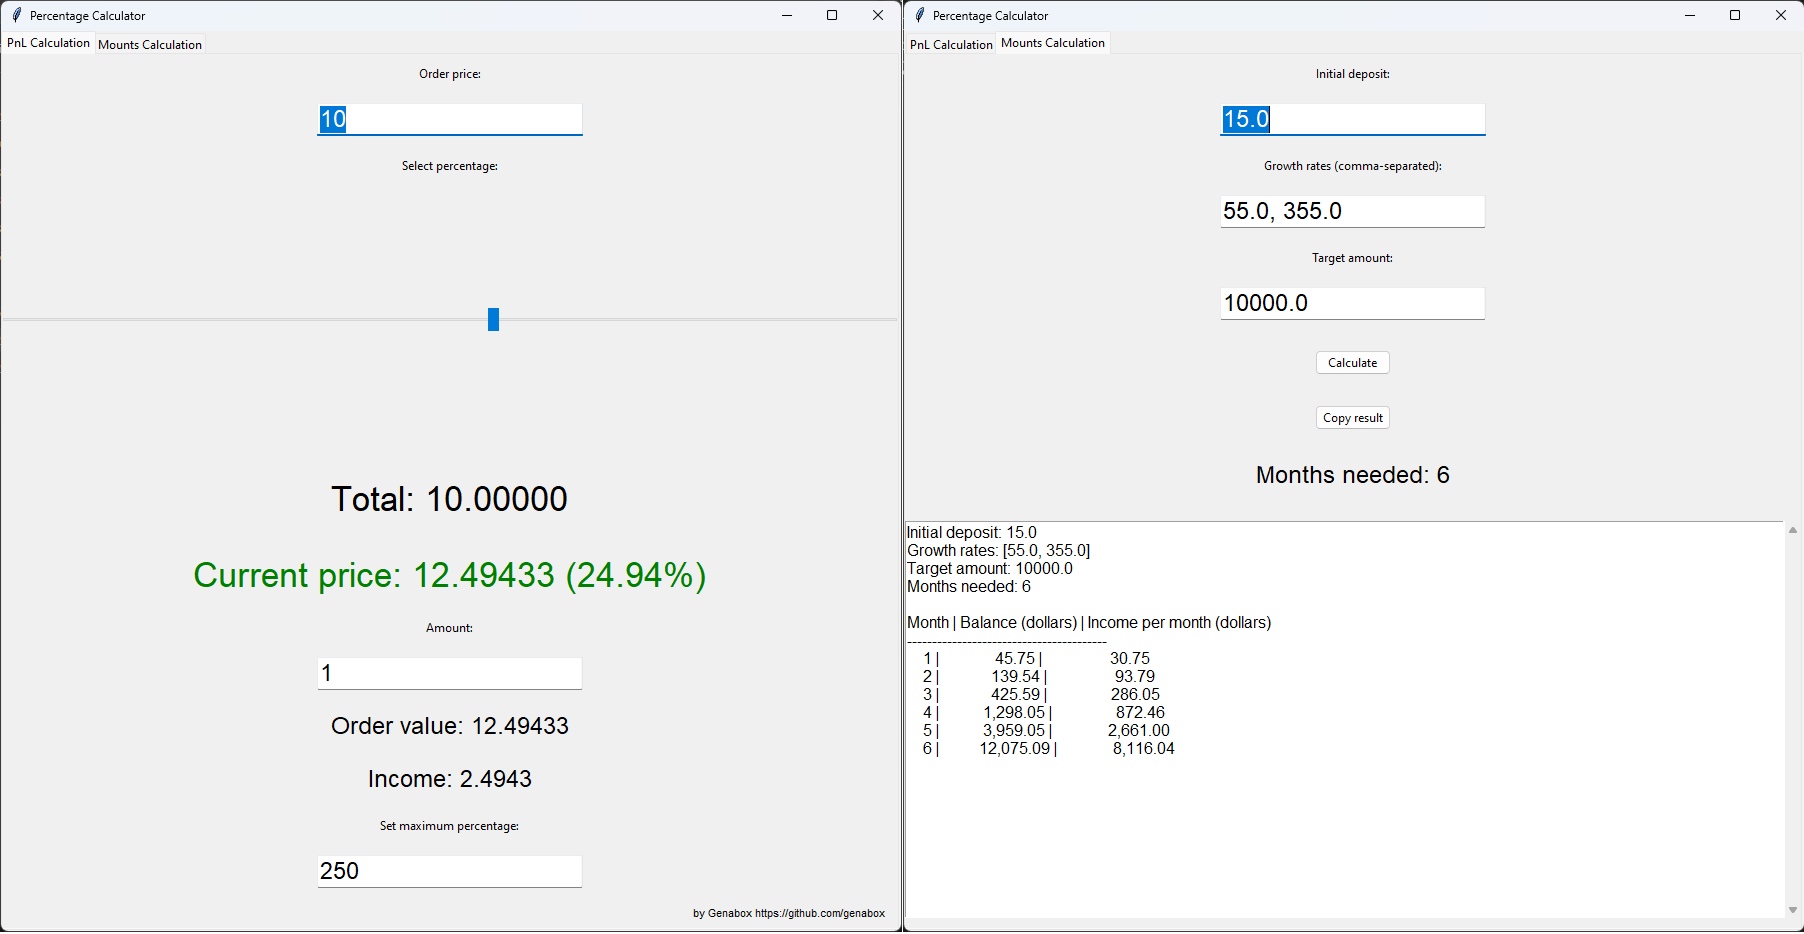 Percentage Calculator
PnL Calculation Mounts Calculation
Order price:
10
Select percentage:
Total: 10.00000
Current price: 12.49433 (24.94%)
Amount:
1
Order value: 12.49433
Income: 2.4943
Set maximum percentage:
250
by Genabox https://github.com/genabox
Percentage Calculator
PnL Calculation Mounts Calculation
Initial deposit:
15.0
Growth rates (comma-separated):
55.0, 355.0
Target amount:
10000.0
Calculate
Copy result
Months needed: 6
Initial deposit: 15.0
Growth rates: [55.0, 355.0]
Target amount: 10000.0
Months needed: 6
Month | Balance (dollars) | Income per month (dollars)
----------------------------------------
1 | 45.75 | 30.75
2 | 139.54 | 93.79
3 | 425.59 | 286.05
4 | 1,298.05 | 872.46
5 | 3,959.05 | 2,661.00
6 | 12,075.09 | 8,116.04